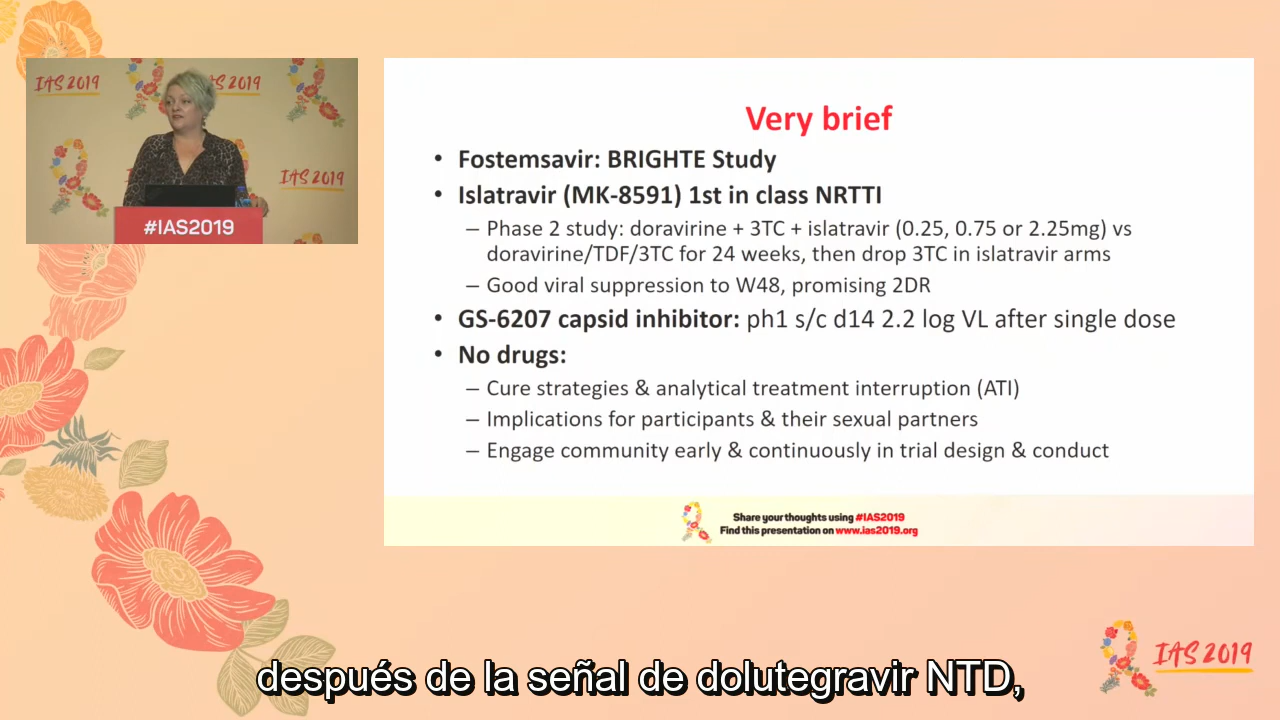 IAS 2019
IAS 2019
IAS 2019
#IAS2019
Very brief
• Fostemsavir: BRIGHTE Study
• Islatravir (MK-8591) 1st in class NRTTI
– Phase 2 study: doravirine + 3TC + islatravir (0.25, 0.75 or 2.25mg) vs
doravirine/TDF/3TC for 24 weeks, then drop 3TC in islatravir arms
– Good viral suppression to W48, promising 2DR
• GS-6207 capsid inhibitor: ph1 s/c d14 2.2 log VL after single dose
• No drugs:
– Cure strategies & analytical treatment interruption (ATI)
– Implications for participants & their sexual partners
– Engage community early & continuously in trial design & conduct
Share your thoughts using #IAS2019
Find this presentation on www.ias2019.org
IAS 2019
después de la señal de dolutegravir NTD,